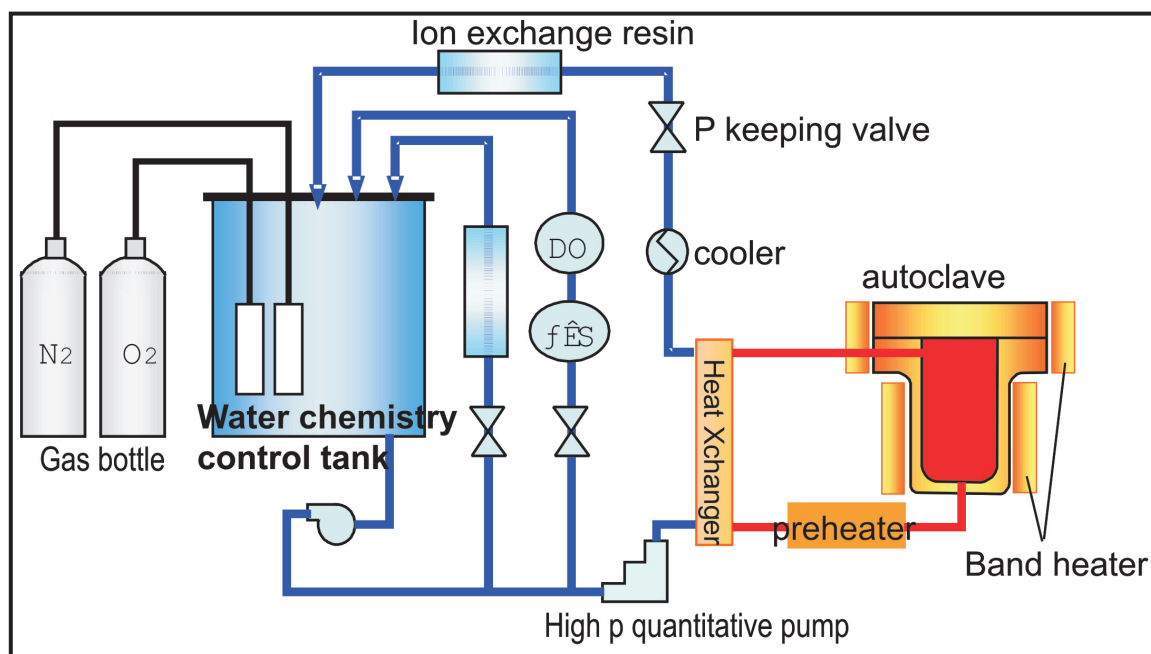 Ion exchange resin
P keeping valve
DO
cooler
autoclave
fÊS
N2
O2
Heat Xchanger
Water chemistry
control tank
Gas bottle
preheater
Band heater
High p quantitative pump